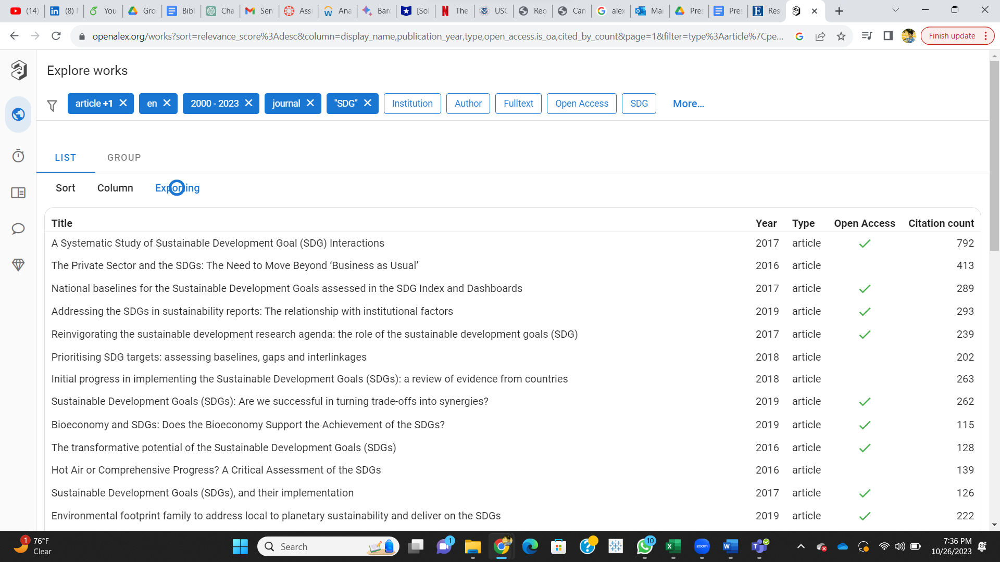 (14)
in (8)
You
Gro
Bibl
Cha
Sen
Assi
Ana
Bard
[Sol
The
USC
Rec
Can
alex
Mai
Pres
Pres
Res
openalex.org/works?sort=relevance_score%3Adesc&column=display_name,publication_year,type,open_access.is_oa,cited_by_count&page=1&filter=type%3Aarticle%7Cpe...
Finish update
Explore works
article +1
en
2000 - 2023
journal
"SDG"
Institution
Author
Fulltext
Open Access
SDG
More...
LIST GROUP
Sort Column Exporting
Title Year Type Open Access Citation count
A Systematic Study of Sustainable Development Goal (SDG) Interactions 2017 article 792
The Private Sector and the SDGs: The Need to Move Beyond ‘Business as Usual’ 2016 article 413
National baselines for the Sustainable Development Goals assessed in the SDG Index and Dashboards 2017 article 289
Addressing the SDGs in sustainability reports: The relationship with institutional factors 2019 article 293
Reinvigorating the sustainable development research agenda: the role of the sustainable development goals (SDG) 2017 article 239
Prioritising SDG targets: assessing baselines, gaps and interlinkages 2018 article 202
Initial progress in implementing the Sustainable Development Goals (SDGs): a review of evidence from countries 2018 article 263
Sustainable Development Goals (SDGs): Are we successful in turning trade-offs into synergies? 2019 article 262
Bioeconomy and SDGs: Does the Bioeconomy Support the Achievement of the SDGs? 2019 article 115
The transformative potential of the Sustainable Development Goals (SDGs) 2016 article 128
Hot Air or Comprehensive Progress? A Critical Assessment of the SDGs 2016 article 139
Sustainable Development Goals (SDGs), and their implementation 2017 article 126
Environmental footprint family to address local to planetary sustainability and deliver on the SDGs 2019 article 222
1
76°F
Clear
Search
1
10
zoom
7:36 PM
10/26/2023